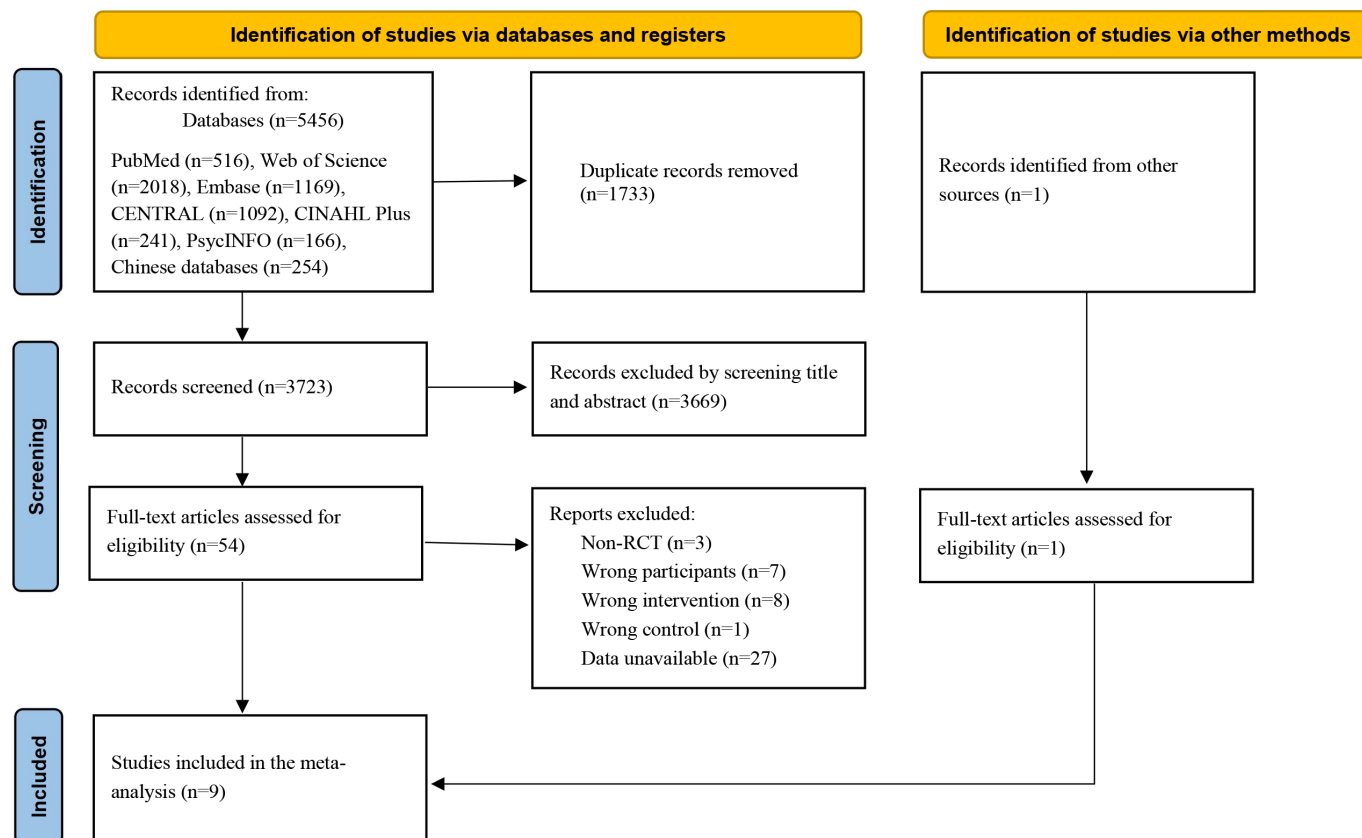 Identification of studies via databases and registers
Identification of studies via other methods
Identification
Records identified from:
Databases (n=5456)
PubMed (n=516), Web of Science
(n=2018), Embase (n=1169),
CENTRAL (n=1092), CINAHL Plus
(n=241), PsycINFO (n=166),
Chinese databases (n=254)
Duplicate records removed
(n=1733)
Records identified from other
sources (n=1)
Screening
Records screened (n=3723)
Records excluded by screening title
and abstract (n=3669)
Full-text articles assessed for
eligibility (n=54)
Reports excluded:
Non-RCT (n=3)
Wrong participants (n=7)
Wrong intervention (n=8)
Wrong control (n=1)
Data unavailable (n=27)
Full-text articles assessed for
eligibility (n=1)
Included
Studies included in the meta-
analysis (n=9)